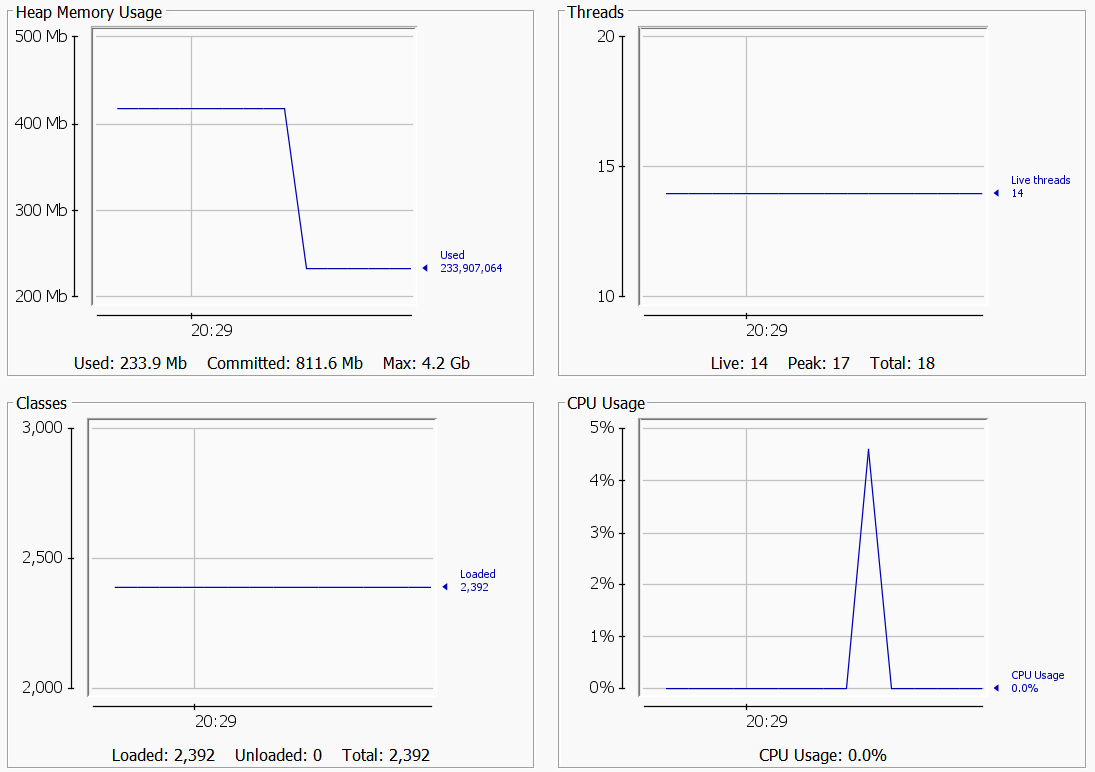 Heap Memory Usage
500 Mb
400 Mb
300 Mb
200 Mb
Used
233,907,064
20:29
Used: 233.9 Mb Committed: 811.6 Mb Max: 4.2 Gb
Threads
20
15
10
Live threads
14
20:29
Live: 14 Peak: 17 Total: 18
Classes
3,000
2,500
2,000
Loaded
2,392
20:29
Loaded: 2,392 Unloaded: 0 Total: 2,392
CPU Usage
5%
4%
3%
2%
1%
0%
CPU Usage
0.0%
20:29
CPU Usage: 0.0%